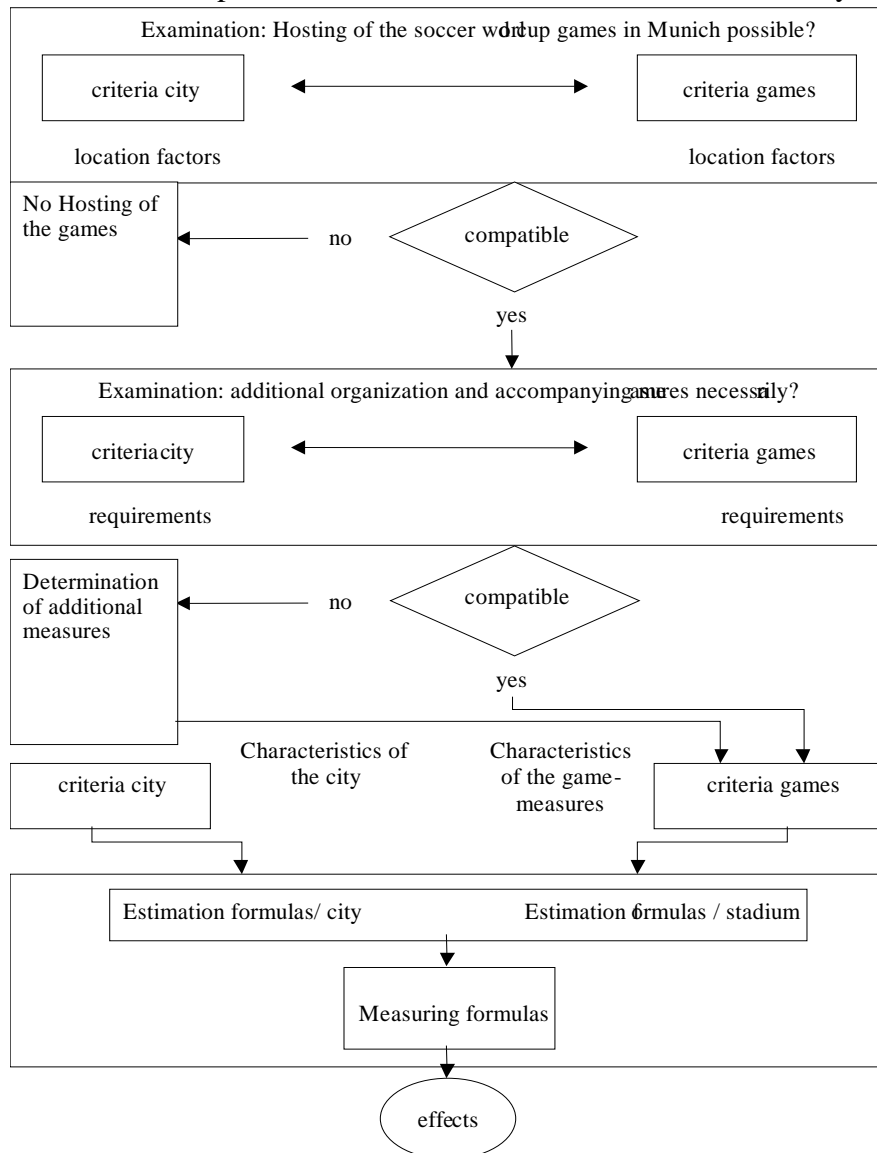 Examination: Hosting of the soccer world cup games in Munich possible?
criteria city
criteria games
location factors
location factors
No Hosting of
the games
no
compatible
yes
Examination: additional organization and accompanying measures necessarily?
criteria city
criteria games
requirements
requirements
Determination
of additional
measures
no
compatible
yes
Characteristics of
the city
Characteristics
of the game-
measures
criteria city
criteria games
Estimation formulas/ city
Estimation formulas / stadium
Measuring formulas
effects